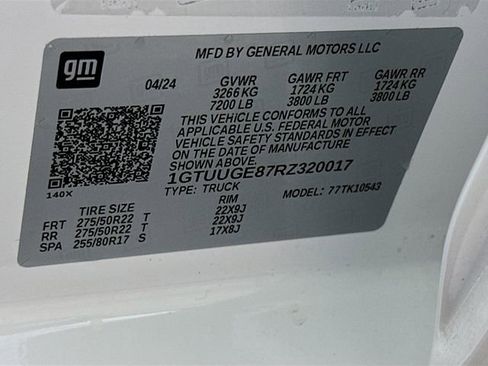 gm
MFD BY GENERAL MOTORS LLC
04/24 GVWR GAWR FRT GAWR RR
3266 KG 1724 KG 1724 KG
7200 LB 3800 LB 3800 LB
THIS VEHICLE CONFORMS TO ALL
APPLICABLE U.S. FEDERAL MOTOR
VEHICLE SAFETY STANDARDS IN EFFECT
ON THE DATE OF MANUFACTURE SHOWN ABOVE.
1GTUUGE87RZ320017
140X
TYPE: TRUCK MODEL: 77TK10543
TIRE SIZE RIM
FRT 275/50R22 T 22X9J
RR 275/50R22 T 22X9J
SPA 255/80R17 S 17X8J